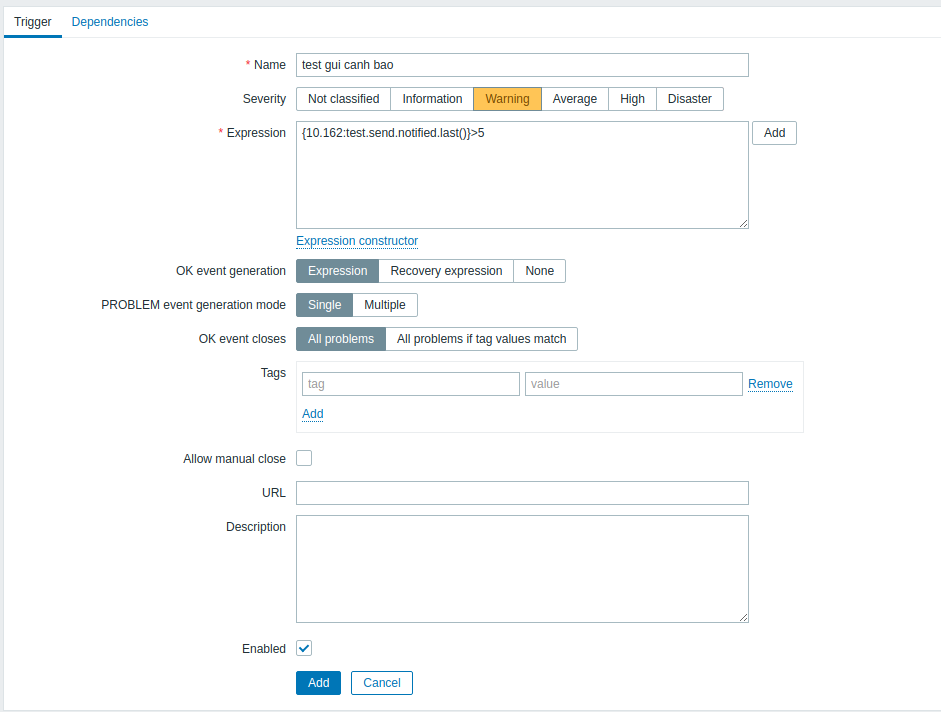 Trigger Dependencies
* Name test gui canh bao
Severity Not classified Information Warning Average High Disaster
* Expression {10.162:test.send.notified.last()}>5 Add
Expression constructor
OK event generation Expression Recovery expression None
PROBLEM event generation mode Single Multiple
OK event closes All problems All problems if tag values match
Tags
tag value Remove
Add
Allow manual close
URL
Description
Enabled
Add Cancel